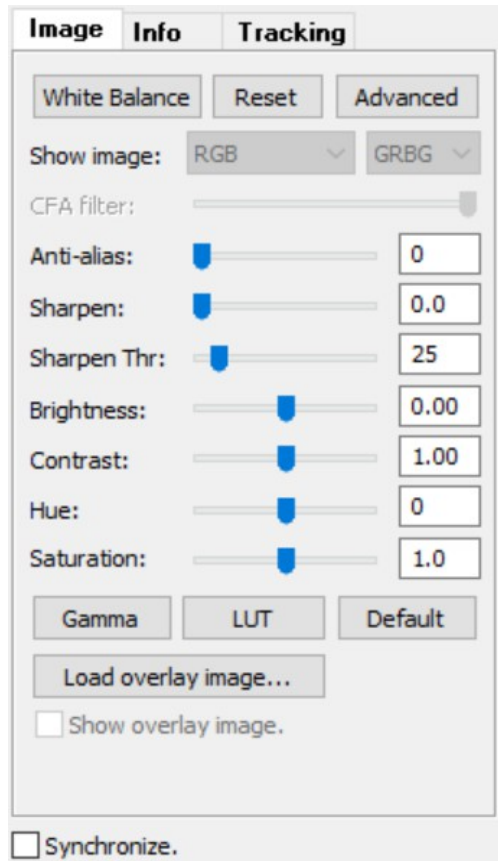 Image Info Tracking
White Balance Reset Advanced
Show image: RGB GRBG
CFA filter:
Anti-alias: 0
Sharpen: 0.0
Sharpen Thr: 25
Brightness: 0.00
Contrast: 1.00
Hue: 0
Saturation: 1.0
Gamma LUT Default
Load overlay image...
Show overlay image.
Synchronize.